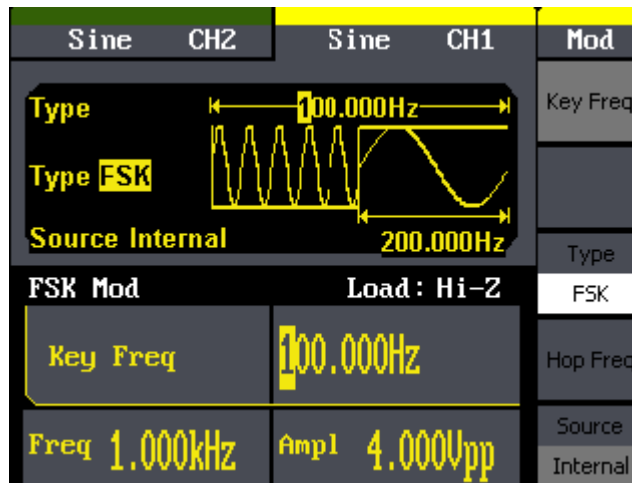 Sine CH2 Sine CH1 Mod
Type 100.000Hz
Type FSK
Source Internal 200.000Hz
FSK Mod Load: Hi-Z
Key Freq 100.000Hz
Freq 1.000kHz Ampl 4.000Vpp
Key Freq
Type
FSK
Hop Freq
Source
Internal